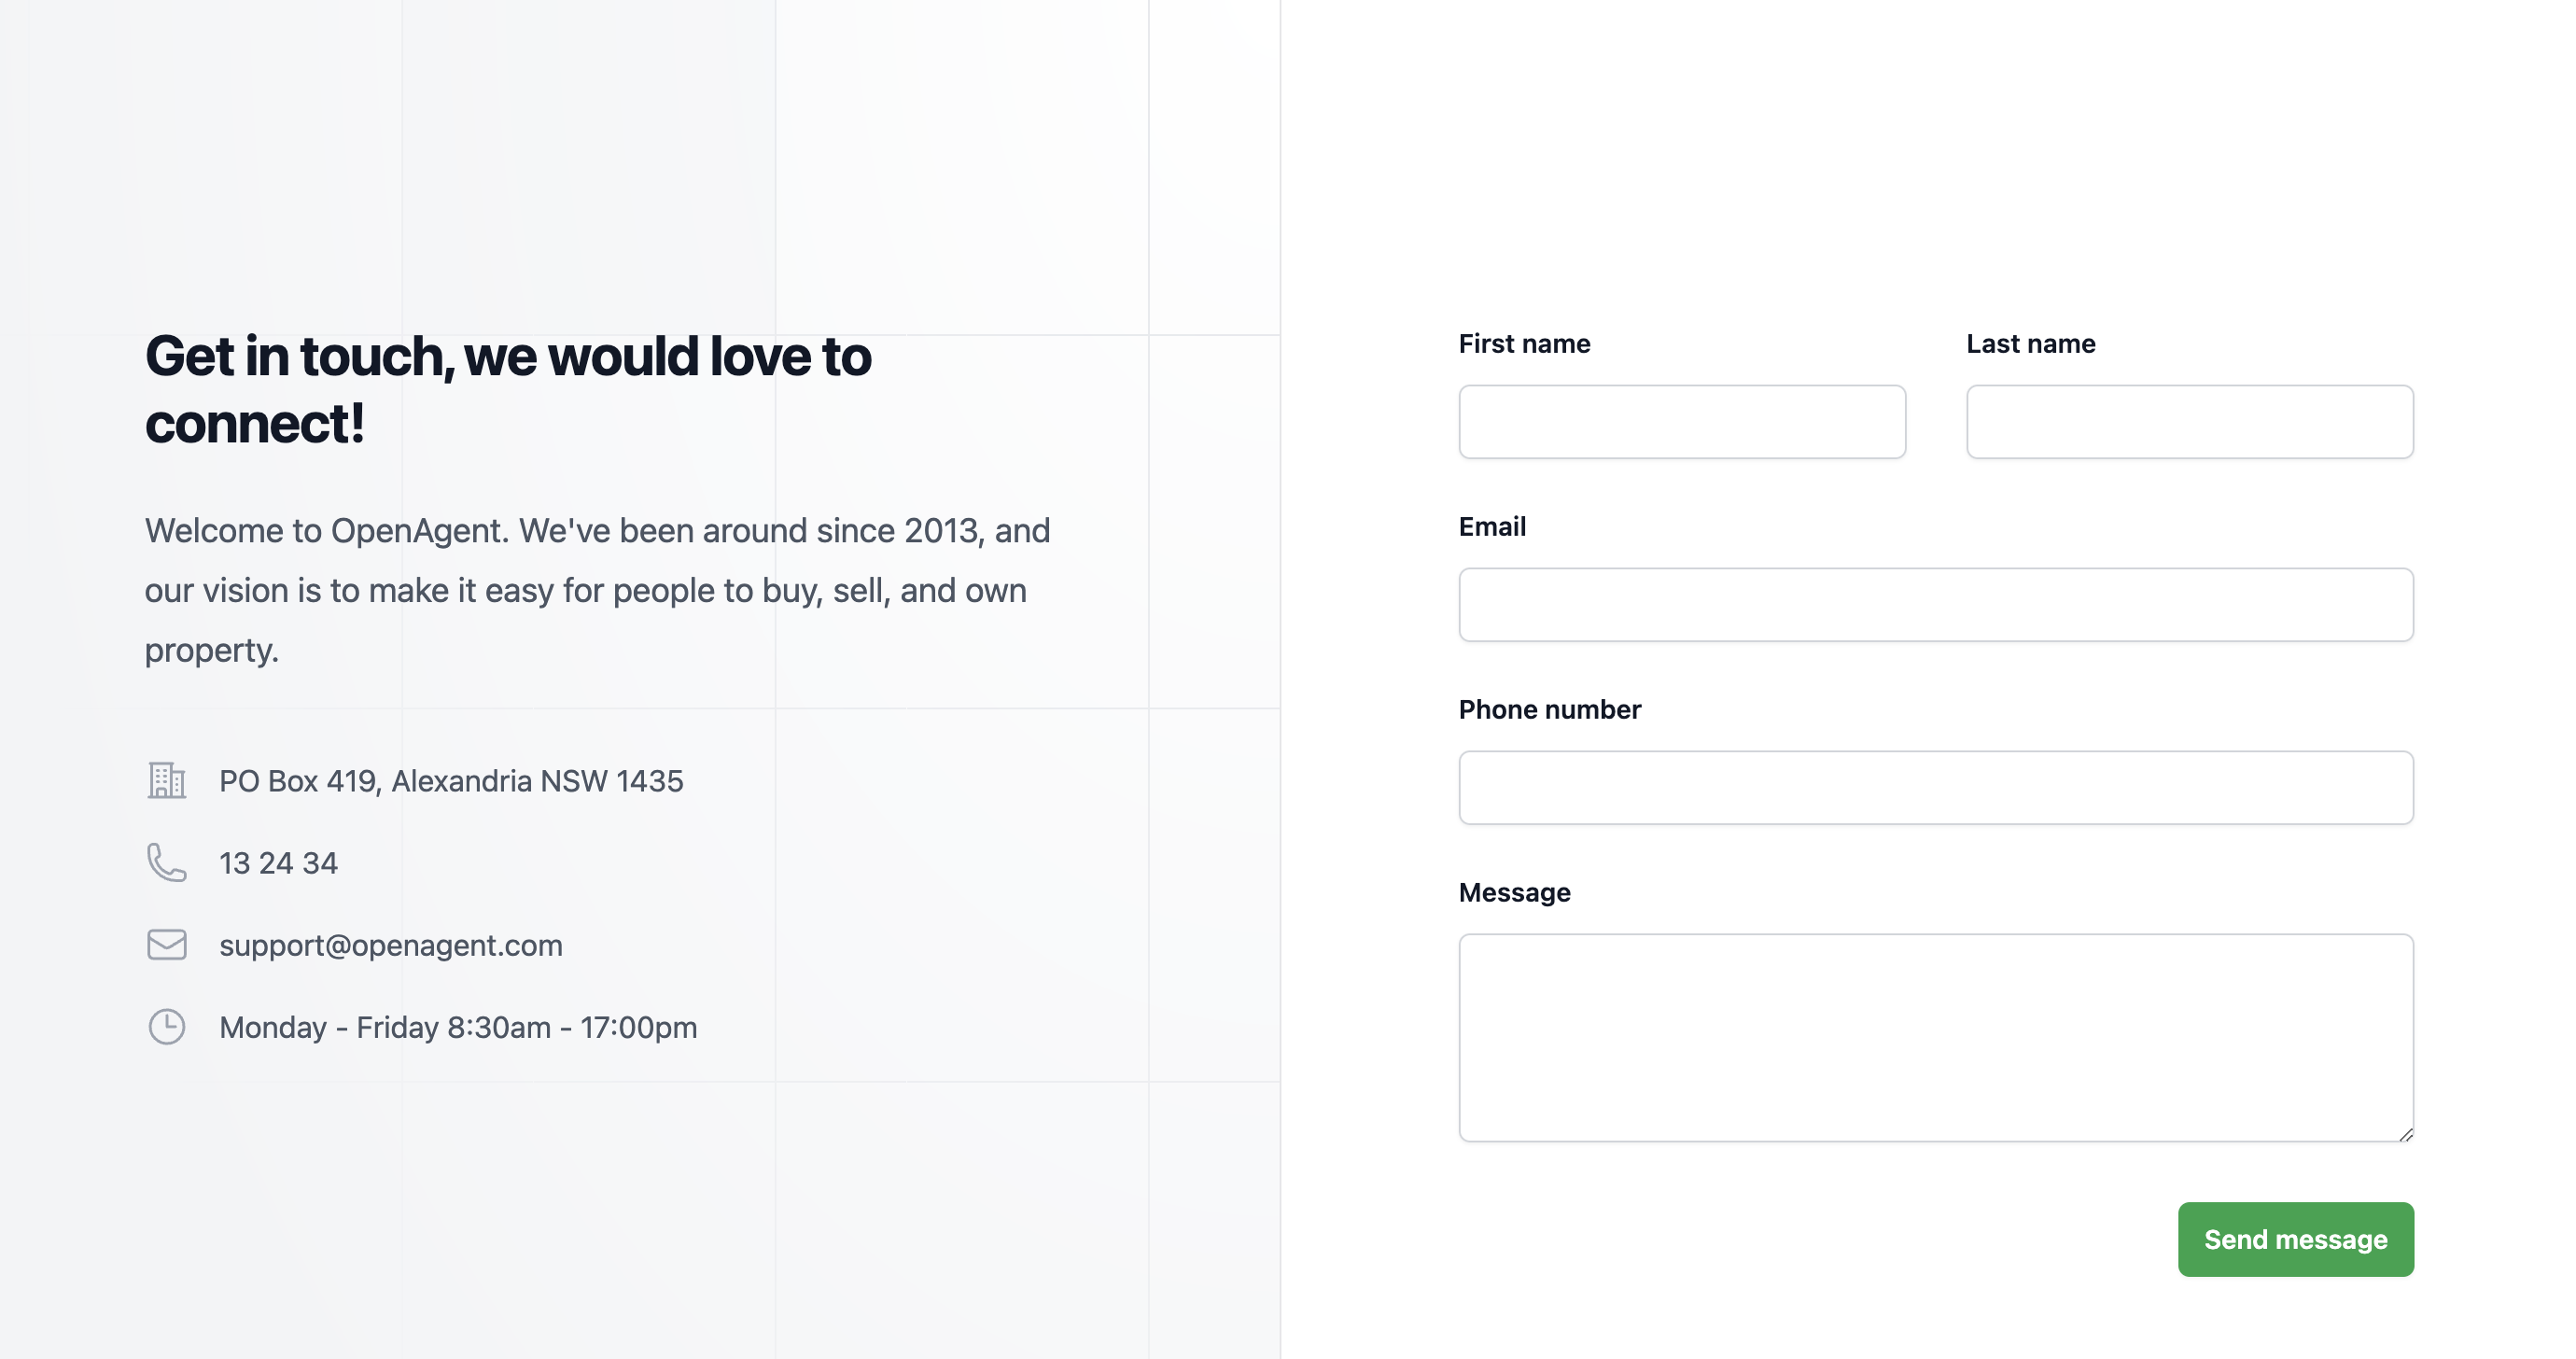 Get in touch, we would love to
connect!
Welcome to OpenAgent. We've been around since 2013, and
our vision is to make it easy for people to buy, sell, and own
property.
PO Box 419, Alexandria NSW 1435
13 24 34
support@openagent.com
Monday - Friday 8:30am - 17:00pm
First name
Last name
Email
Phone number
Message
Send message